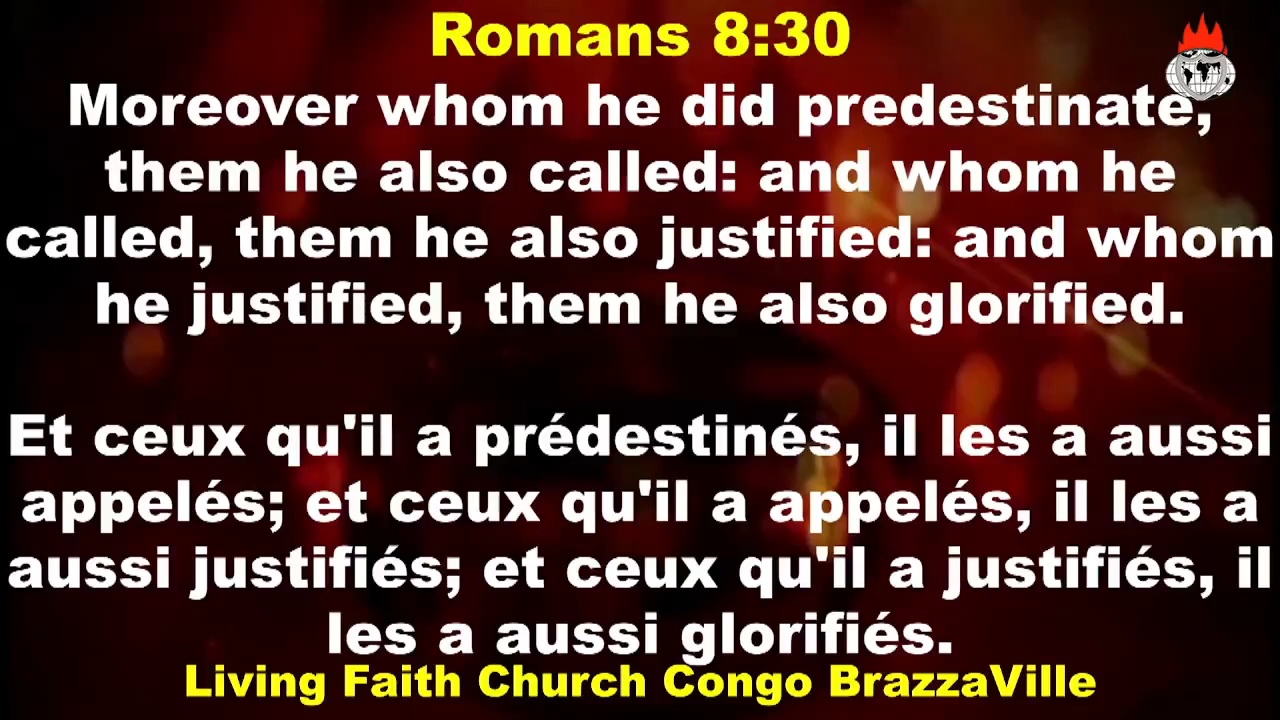 Romans 8:30
Moreover whom he did predestinate,
them he also called: and whom he
called, them he also justified: and whom
he justified, them he also glorified.
Et ceux qu'il a prédestinés, il les a aussi
appelés; et ceux qu'il a appelés, il les a
aussi justifiés; et ceux qu'il a justifiés, il
les a aussi glorifiés.
Living Faith Church Congo BrazzaVille